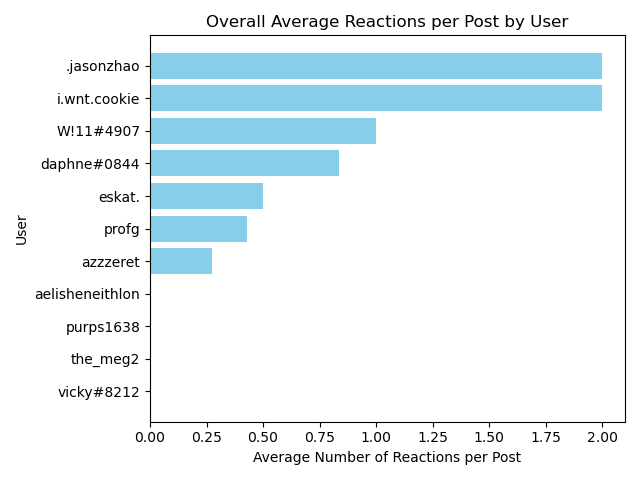 Overall Average Reactions per Post by User
.jasonzhao
i.wnt.cookie
W!11#4907
daphne#0844
eskat.
profg
azzzeret
aelisheneithlon
purps1638
the_meg2
vicky#8212
User
0.00 0.25 0.50 0.75 1.00 1.25 1.50 1.75 2.00
Average Number of Reactions per Post